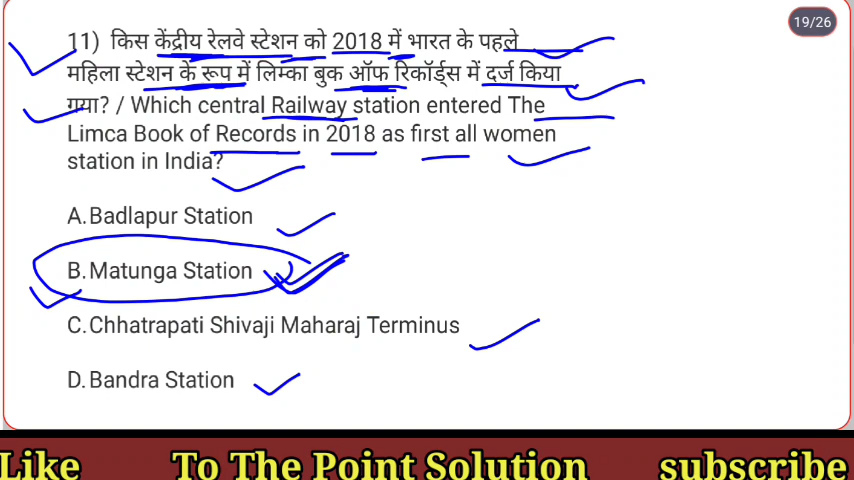 19/26
11) किस केंद्रीय रेलवे स्टेशन को 2018 में भारत के पहले
महिला स्टेशन के रूप में लिम्का बुक ऑफ रिकॉर्ड्स में दर्ज किया
गया? / Which central Railway station entered The
Limca Book of Records in 2018 as first all women
station in India?
A.Badlapur Station
B.Matunga Station
C.Chhatrapati Shivaji Maharaj Terminus
D.Bandra Station
Like To The Point Solution subscribe